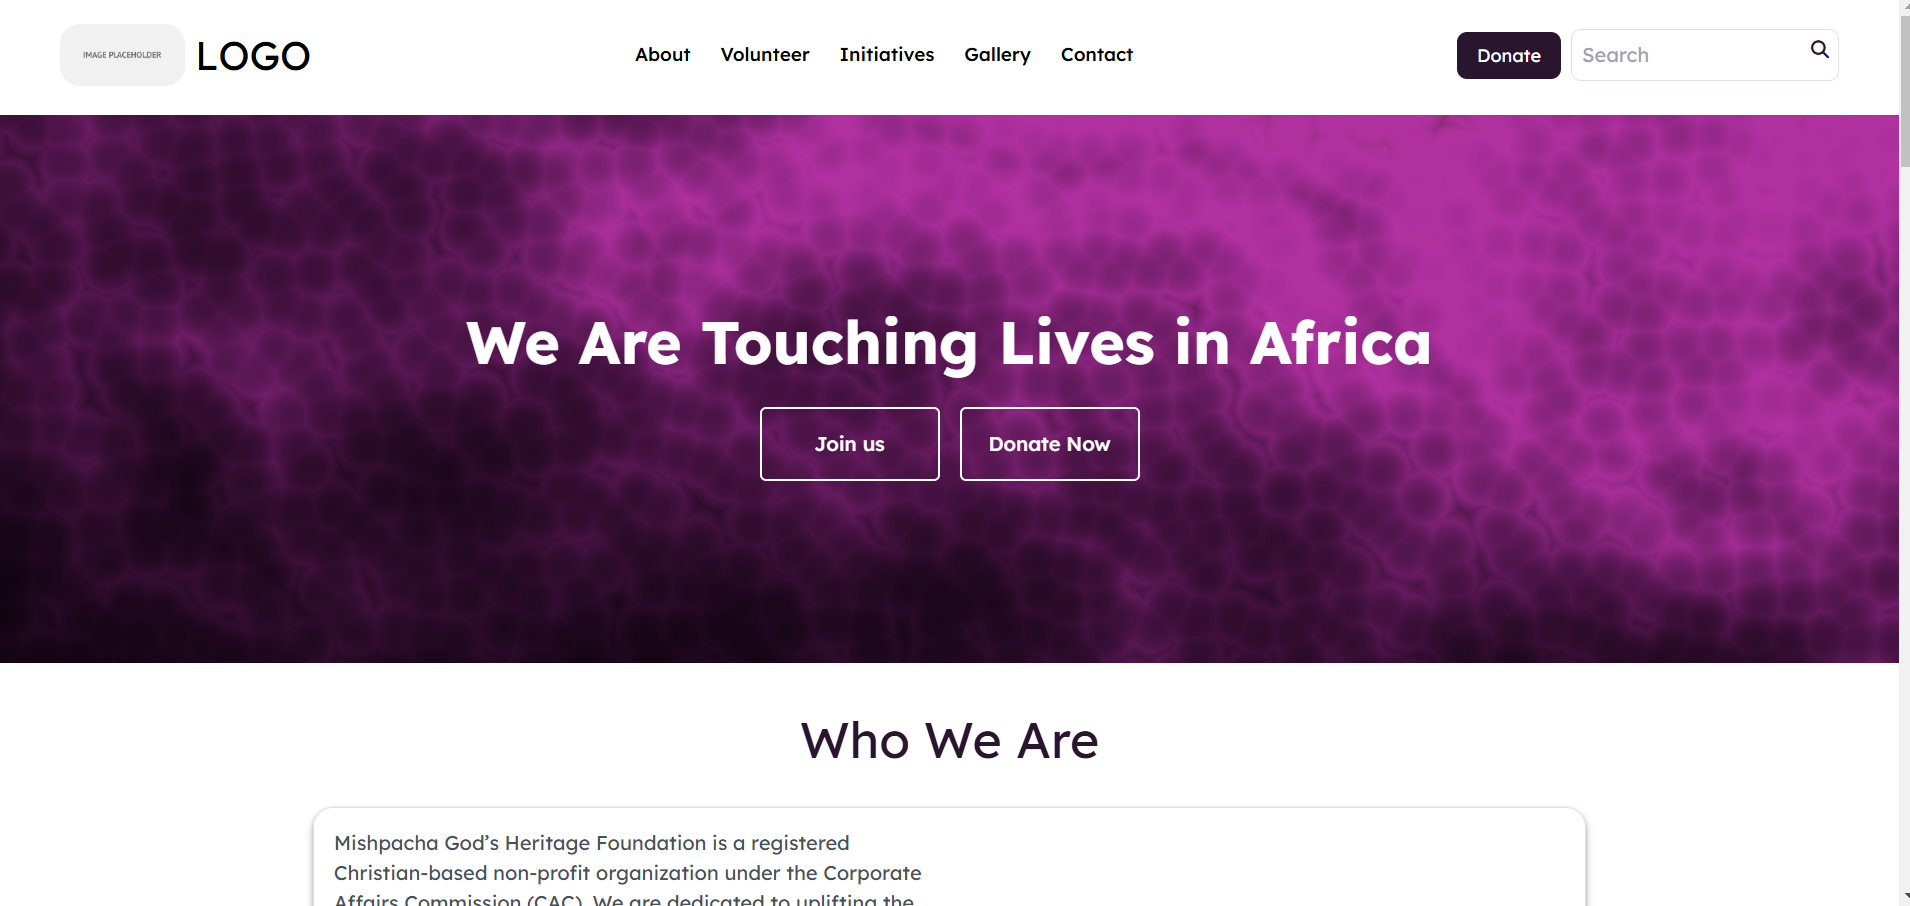 IMAGE PLACEHOLDER
LOGO
About Volunteer Initiatives Gallery Contact
Donate
Search
We Are Touching Lives in Africa
Join us
Donate Now
Who We Are
Mishpacha God’s Heritage Foundation is a registered
Christian-based non-profit organization under the Corporate
Affairs Commission (CAC). We are dedicated to uplifting the